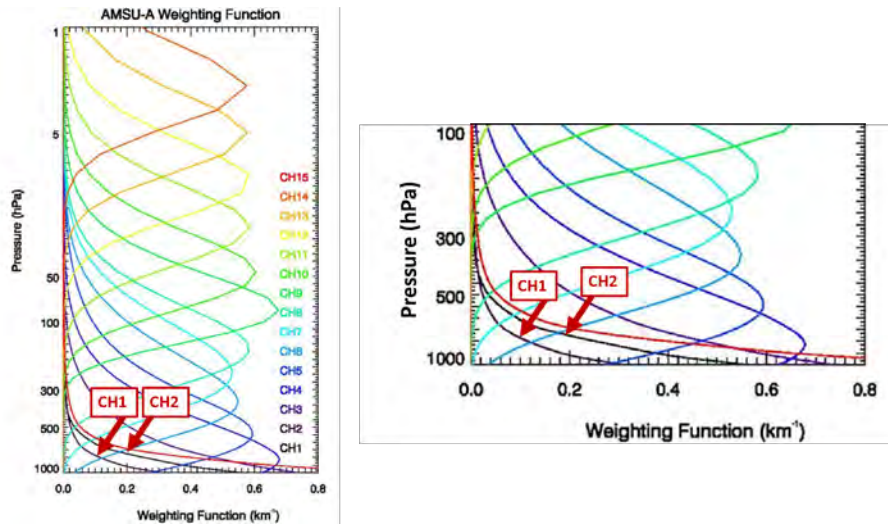 AMSU-A Weighting Function
1
5
50
100
300
500
1000
Pressure (hPa)
CH15
CH14
CH13
CH12
CH11
CH10
CH9
CH8
CH7
CH6
CH5
CH4
CH3
CH2
CH1
CH1
CH2
0.0 0.2 0.4 0.6 0.8
Weighting Function (km⁻¹)
100
300
500
1000
Pressure (hPa)
CH1
CH2
0.0 0.2 0.4 0.6 0.8
Weighting Function (km⁻¹)